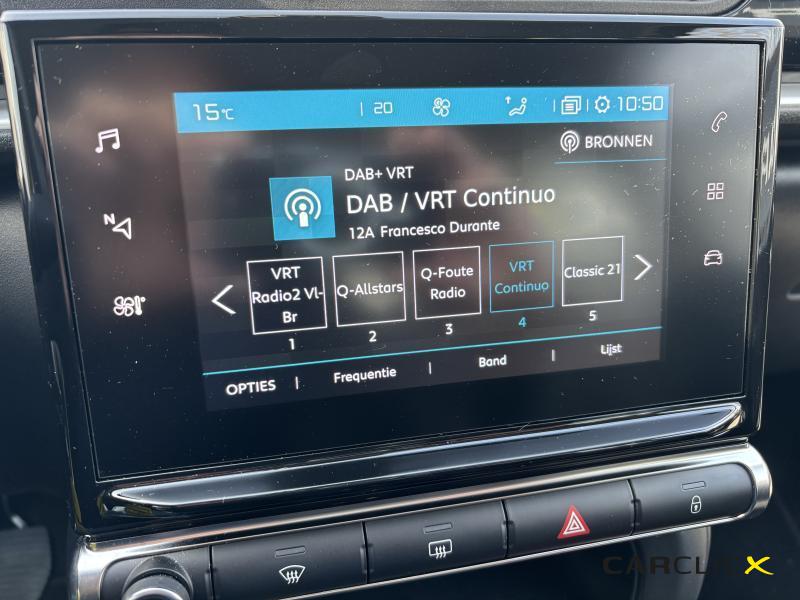 15°C | 20 | | 10:50
BRONNEN
DAB+ VRT
DAB / VRT Continuo
12A Francesco Durante
VRT
Radio2 Vl-
Br
Q-Allstars
Q-Foute
Radio
VRT
Continuo
Classic 21
1 2 3 4 5
OPTIES | Frequentie | Band | Lijst
N
CARCLIXX